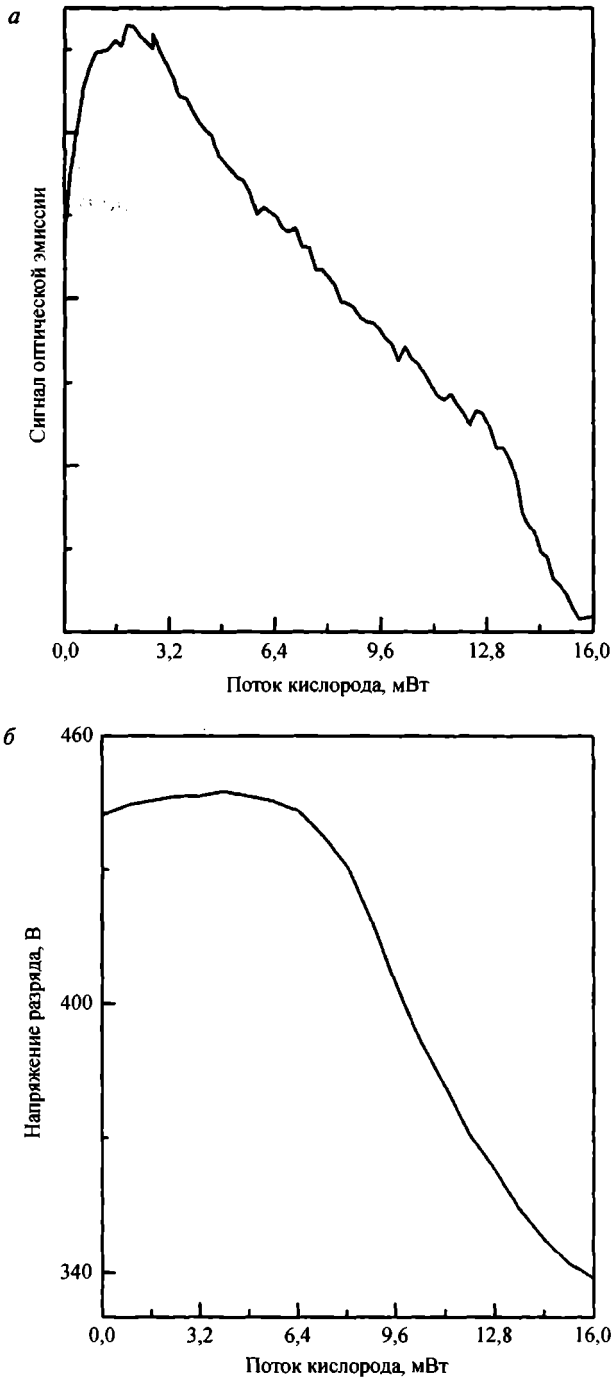 а
Сигнал оптической эмиссии
0,0 3,2 6,4 9,6 12,8 16,0
Поток кислорода, мВт
б
460
400
340
Напряжение разряда, В
0,0 3,2 6,4 9,6 12,8 16,0
Поток кислорода, мВт